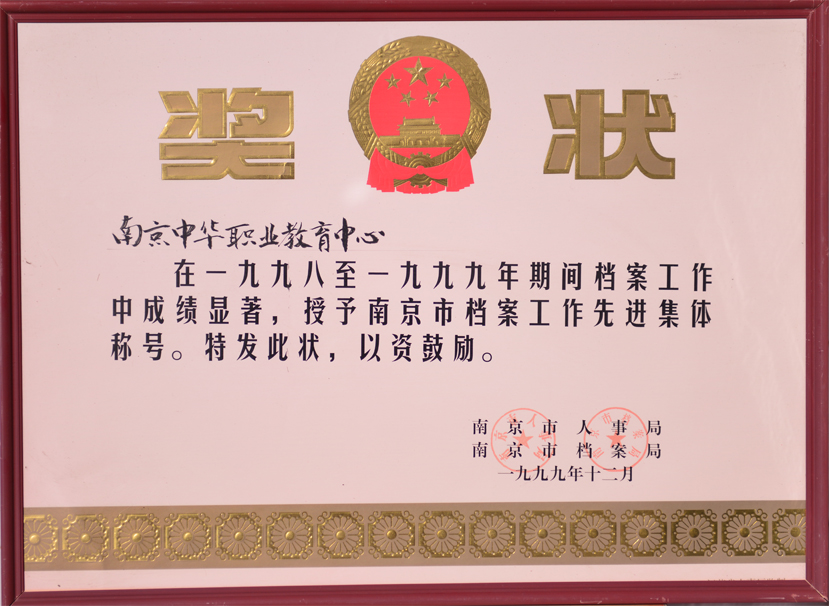 奖状
南京中华职业教育中心
在一九九八至一九九九年期间档案工作
中成绩显著，授予南京市档案工作先进集体
称号。特发此状，以资鼓励。
南京市人事局
南京市档案局
一九九九年十二月